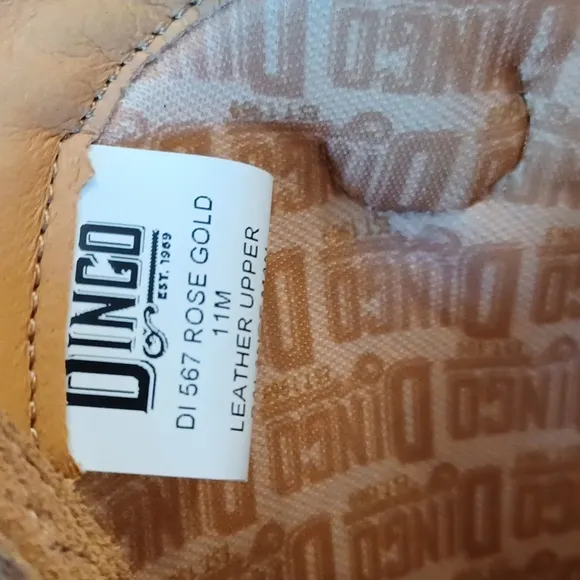 DINGO
EST. 1969
DI 567 ROSE GOLD
11M
LEATHER UPPER